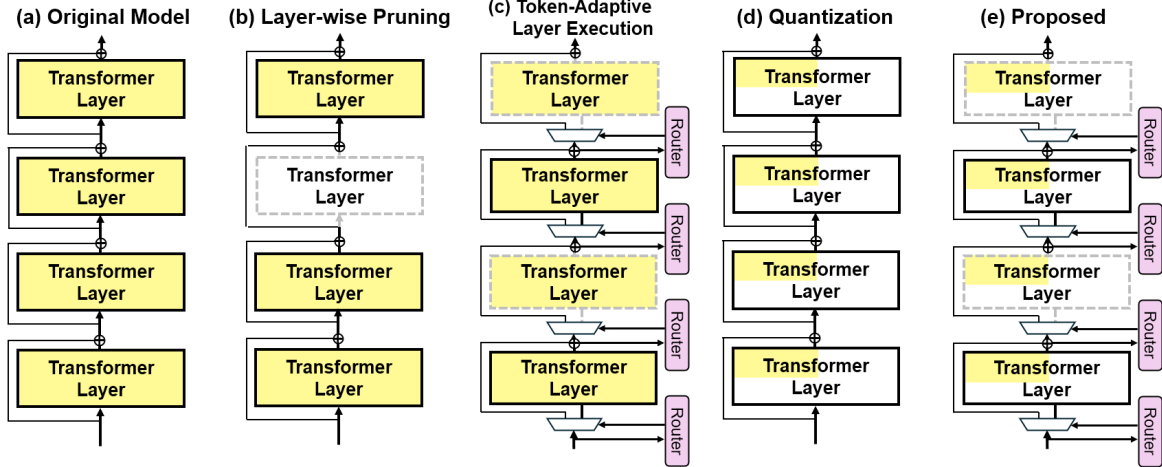 (a) Original Model
Transformer
Layer
Transformer
Layer
Transformer
Layer
Transformer
Layer
(b) Layer-wise Pruning
Transformer
Layer
Transformer
Layer
Transformer
Layer
Transformer
Layer
(c) Token-Adaptive
Layer Execution
Transformer
Layer
Router
Transformer
Layer
Router
Transformer
Layer
Router
Transformer
Layer
Router
(d) Quantization
Transformer
Layer
Transformer
Layer
Transformer
Layer
Transformer
Layer
(e) Proposed
Transformer
Layer
Router
Transformer
Layer
Router
Transformer
Layer
Router
Transformer
Layer
Router